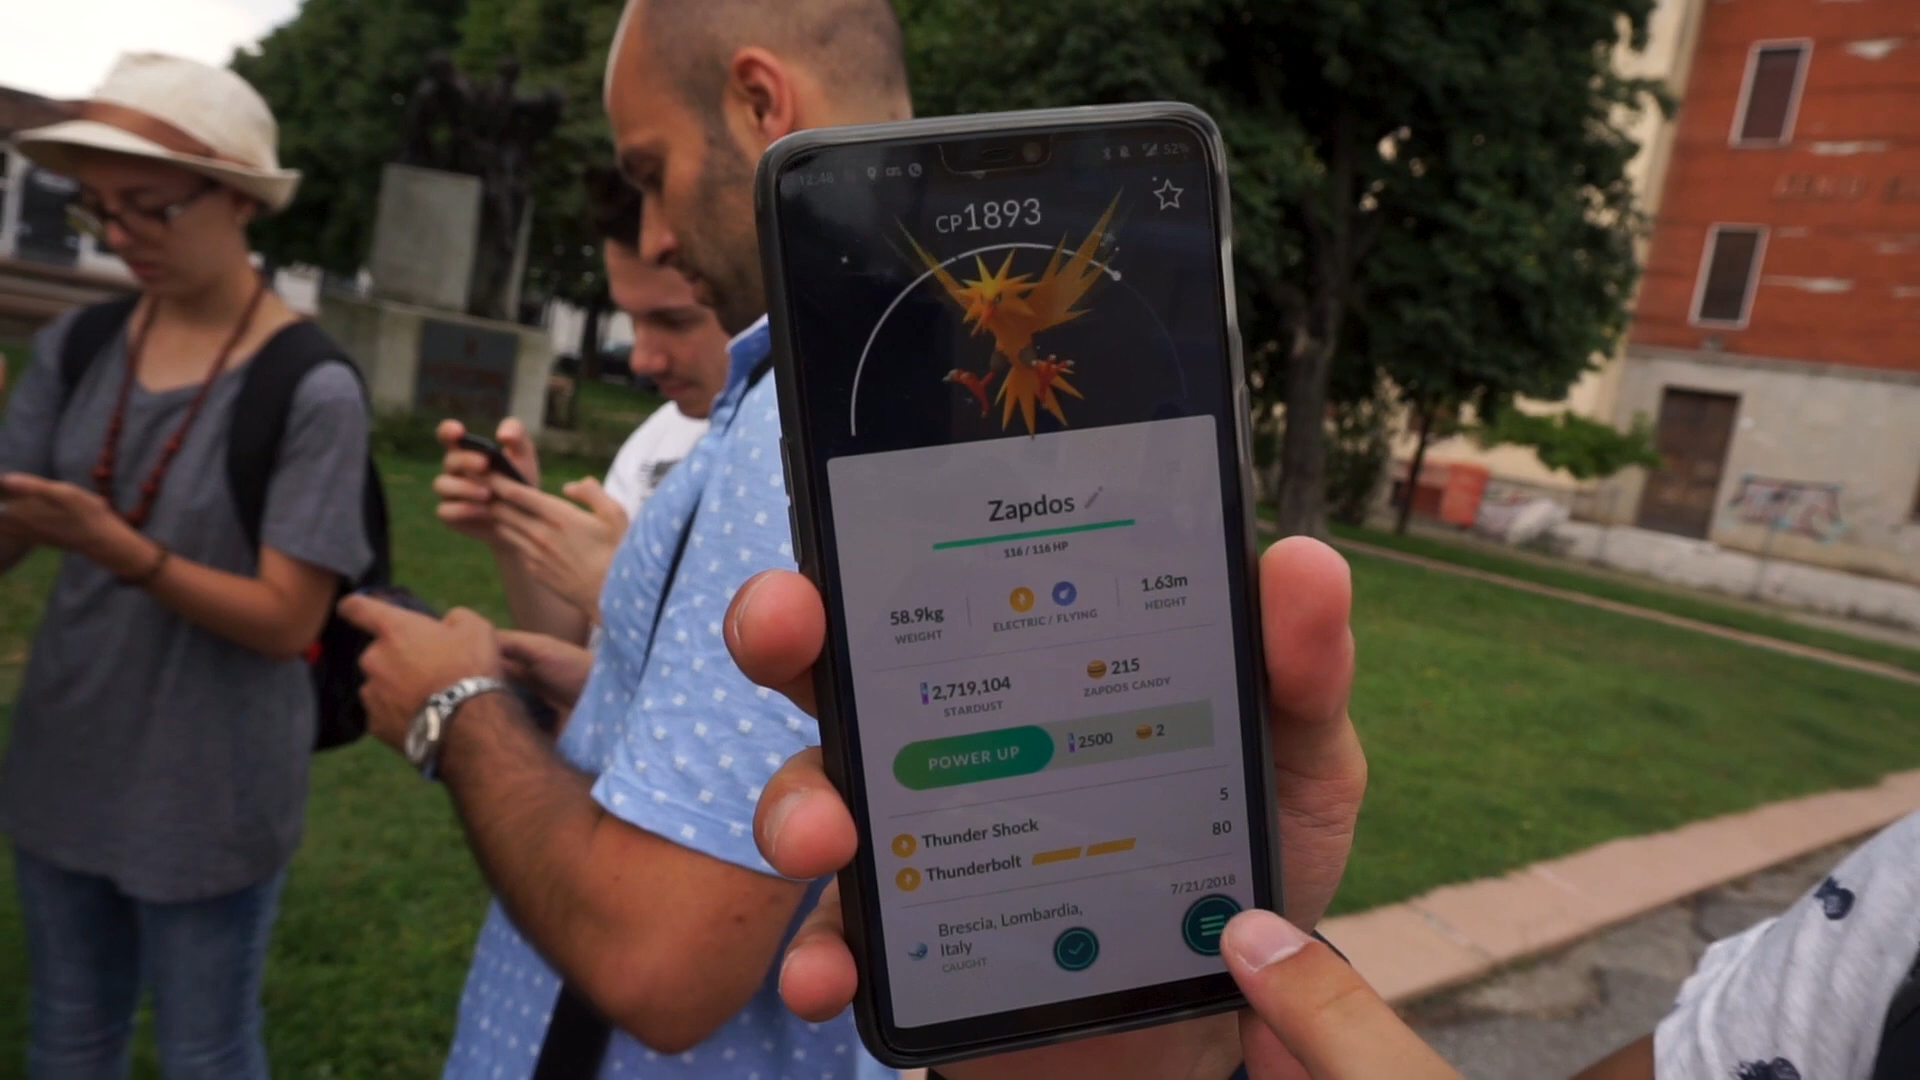 12:48
52%
CP1893
Zapdos
116 / 116 HP
58.9kg
WEIGHT
ELECTRIC / FLYING
1.63m
HEIGHT
2,719,104
STARDUST
215
ZAPDOS CANDY
POWER UP
2500
2
Thunder Shock
5
Thunderbolt
80
7/21/2018
Brescia, Lombardia,
Italy
CAUGHT